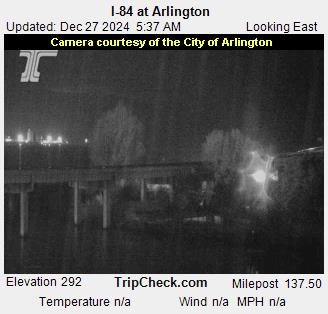 I-84 at Arlington
Updated: Dec 27 2024 5:37 AM Looking East
Camera courtesy of the City of Arlington
Elevation 292 TripCheck.com Milepost 137.50
Temperature n/a Wind n/a MPH n/a